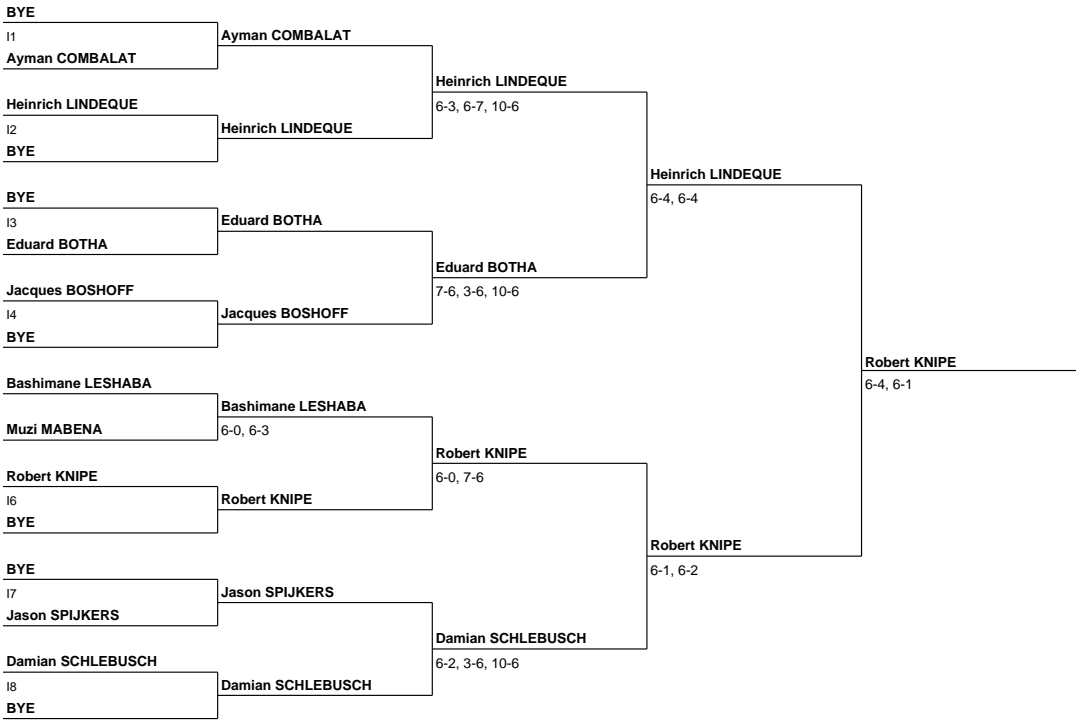 BYE
I1
Ayman COMBALAT
Heinrich LINDEQUE
I2
BYE
BYE
I3
Eduard BOTHA
Jacques BOSHOFF
I4
BYE
Bashimane LESHABA
Muzi MABENA
Robert KNIPE
I6
BYE
BYE
I7
Jason SPIJKERS
Damian SCHLEBUSCH
I8
BYE
Ayman COMBALAT
Heinrich LINDEQUE
Eduard BOTHA
Jacques BOSHOFF
Bashimane LESHABA
6-0, 6-3
Robert KNIPE
Jason SPIJKERS
Damian SCHLEBUSCH
Heinrich LINDEQUE
6-3, 6-7, 10-6
Eduard BOTHA
7-6, 3-6, 10-6
Robert KNIPE
6-0, 7-6
Damian SCHLEBUSCH
6-2, 3-6, 10-6
Heinrich LINDEQUE
6-4, 6-4
Robert KNIPE
6-1, 6-2
Robert KNIPE
6-4, 6-1